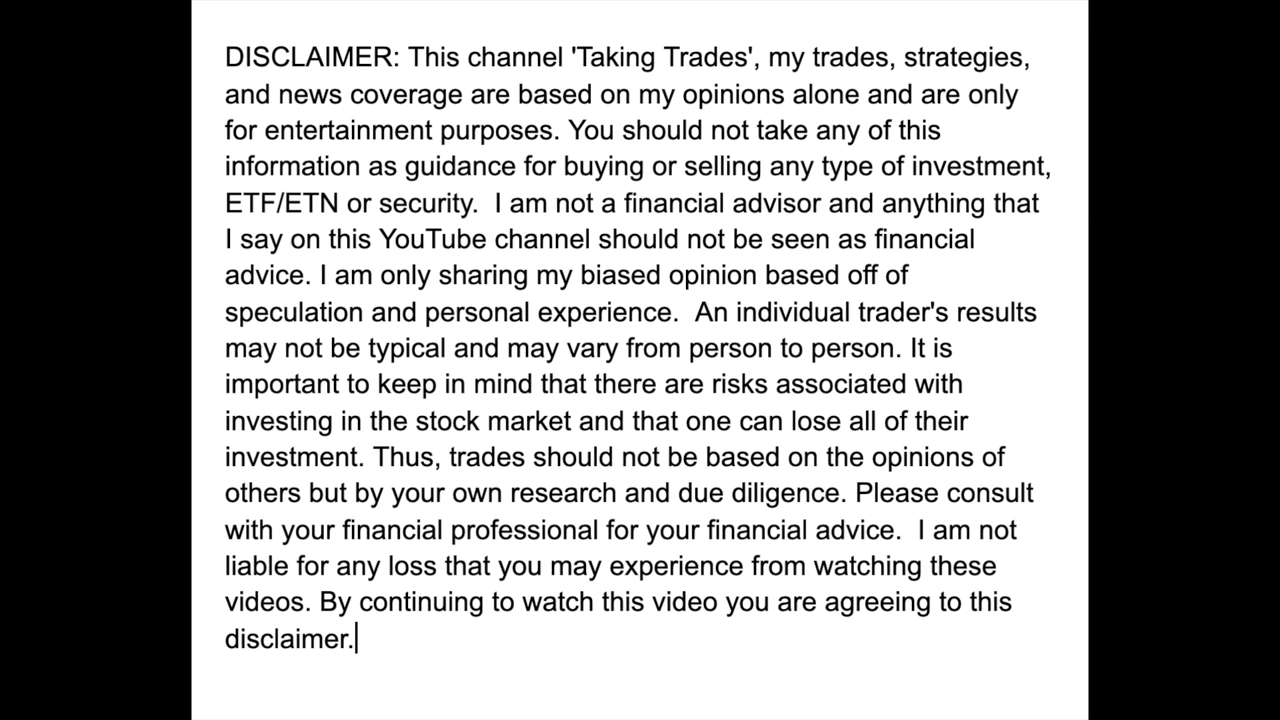 DISCLAIMER: This channel 'Taking Trades', my trades, strategies,
and news coverage are based on my opinions alone and are only
for entertainment purposes. You should not take any of this
information as guidance for buying or selling any type of investment,
ETF/ETN or security.  I am not a financial advisor and anything that
I say on this YouTube channel should not be seen as financial
advice. I am only sharing my biased opinion based off of
speculation and personal experience.  An individual trader's results
may not be typical and may vary from person to person. It is
important to keep in mind that there are risks associated with
investing in the stock market and that one can lose all of their
investment. Thus, trades should not be based on the opinions of
others but by your own research and due diligence. Please consult
with your financial professional for your financial advice.  I am not
liable for any loss that you may experience from watching these
videos. By continuing to watch this video you are agreeing to this
disclaimer.